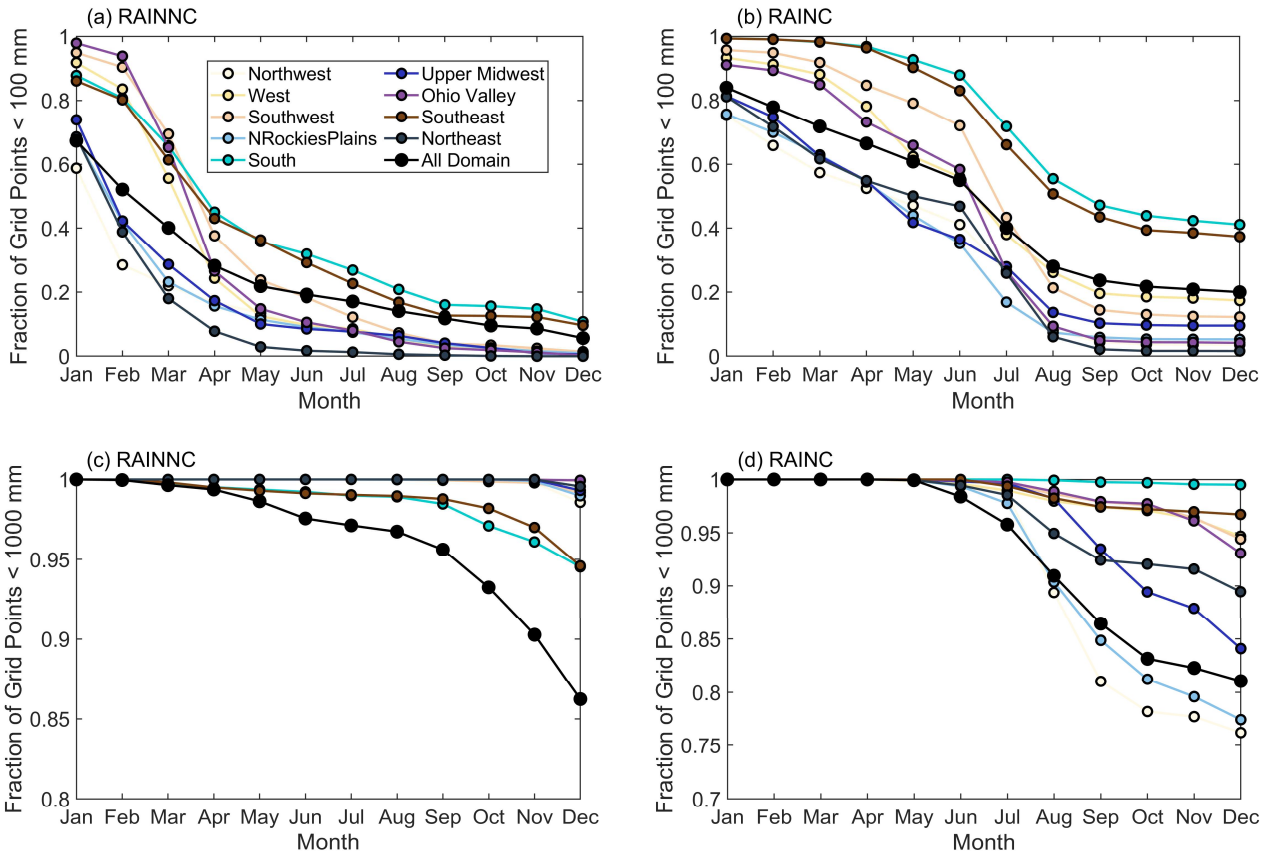 (a) RAINNC
Fraction of Grid Points < 100 mm
1
0.8
0.6
0.4
0.2
0
Northwest
West
Southwest
NRockiesPlains
South
Upper Midwest
Ohio Valley
Southeast
Northeast
All Domain
Jan Feb Mar Apr May Jun Jul Aug Sep Oct Nov Dec
Month
(b) RAINC
Fraction of Grid Points < 100 mm
1
0.8
0.6
0.4
0.2
0
Jan Feb Mar Apr May Jun Jul Aug Sep Oct Nov Dec
Month
(c) RAINNC
Fraction of Grid Points < 1000 mm
1
0.95
0.9
0.85
0.8
Jan Feb Mar Apr May Jun Jul Aug Sep Oct Nov Dec
Month
(d) RAINC
Fraction of Grid Points < 1000 mm
1
0.95
0.9
0.85
0.8
0.75
0.7
Jan Feb Mar Apr May Jun Jul Aug Sep Oct Nov Dec
Month